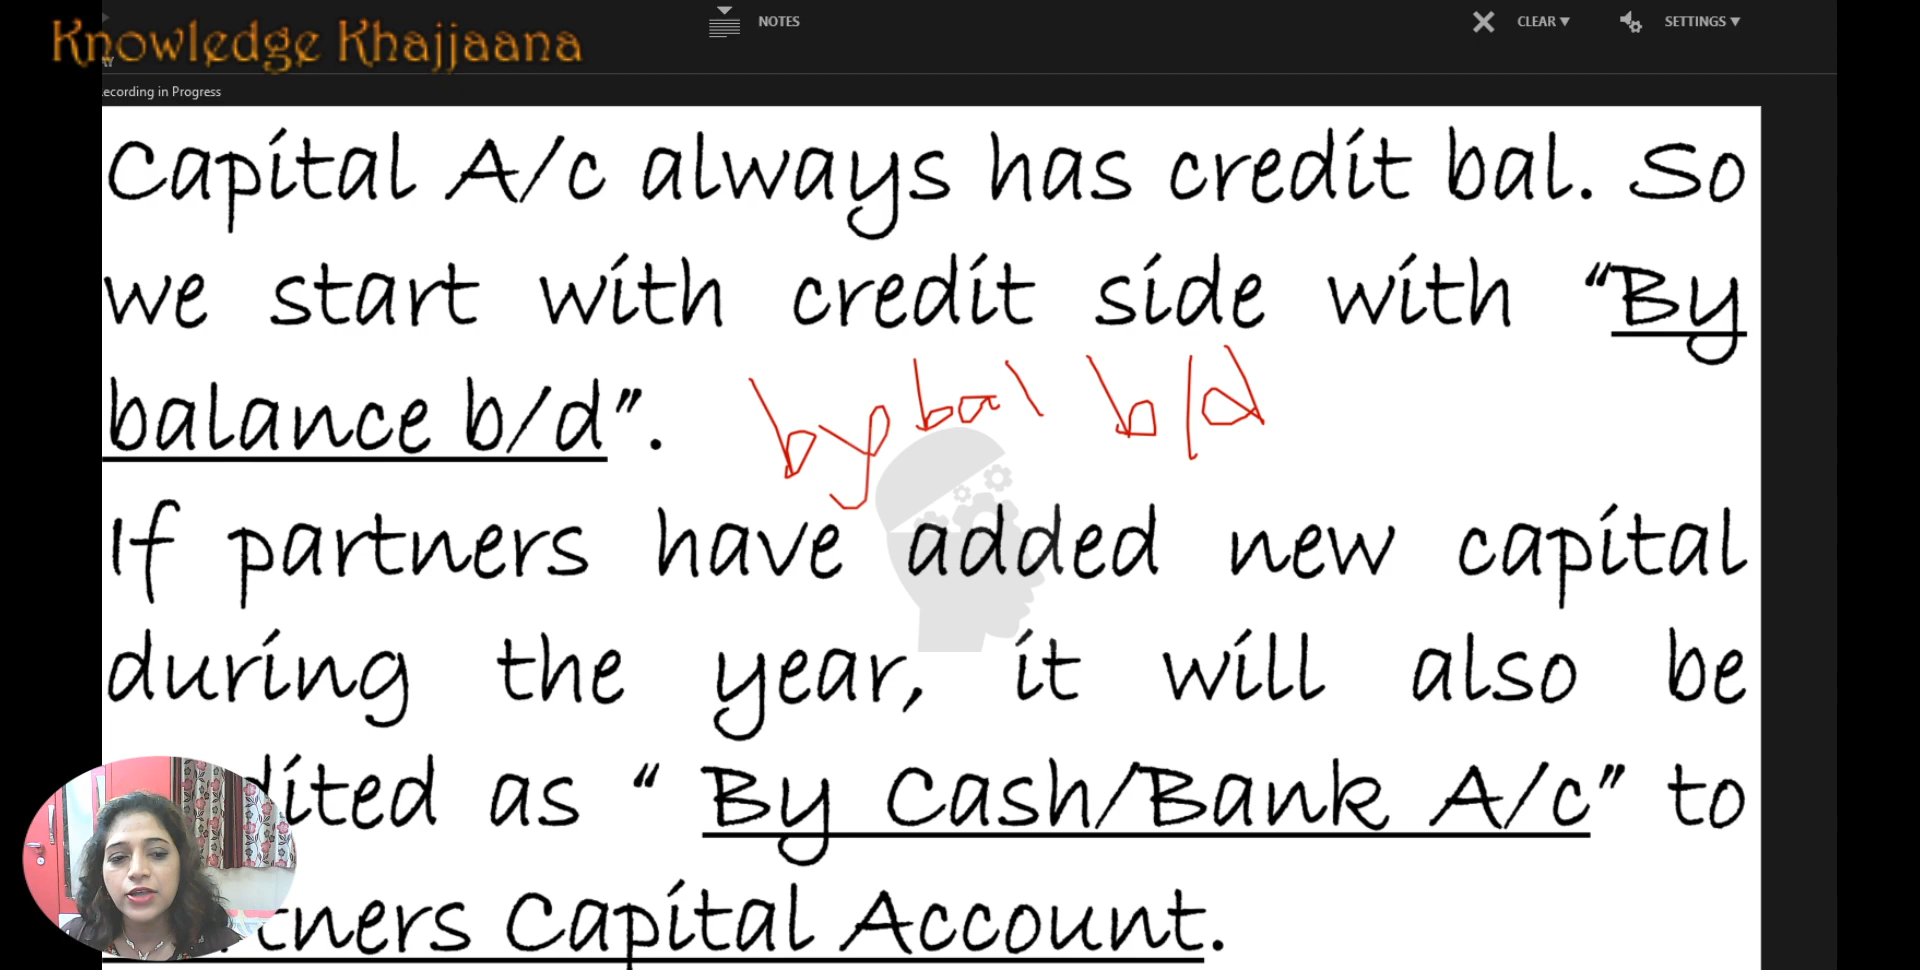 Knowledge Khajjaana
NOTES
CLEAR
SETTINGS
AY
ecording in Progress
Capital A/c always has credit bal. So
we start with credit side with “By
balance b/d”.
by bal b/d
If partners have added new capital
during the year, it will also be
dited as “ By Cash/Bank A/c” to
tners Capital Account.